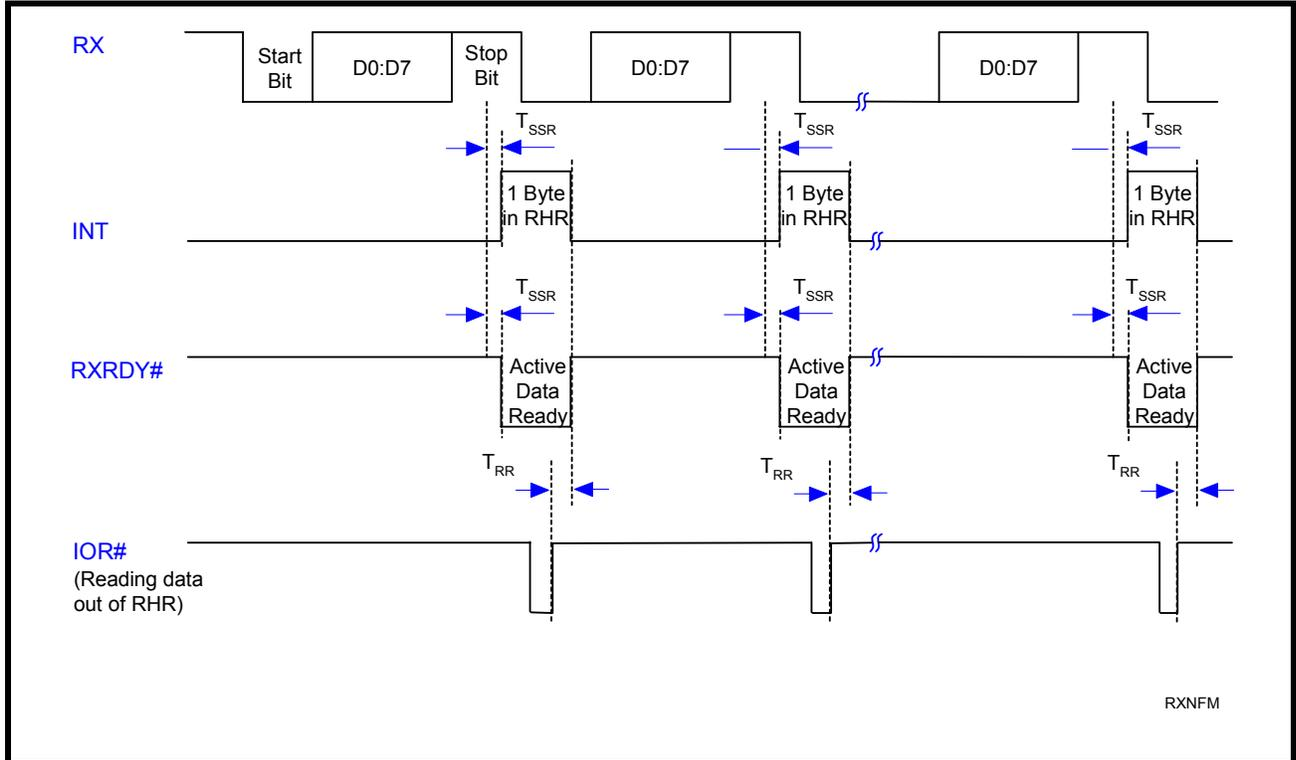 RX
Start
Bit
D0:D7
Stop
Bit
D0:D7
D0:D7
TSSR
TSSR
TSSR
INT
1 Byte
in RHR
1 Byte
in RHR
1 Byte
in RHR
TSSR
TSSR
TSSR
RXRDY#
Active
Data
Ready
Active
Data
Ready
Active
Data
Ready
TRR
TRR
TRR
IOR#
(Reading data
out of RHR)
RXNFM